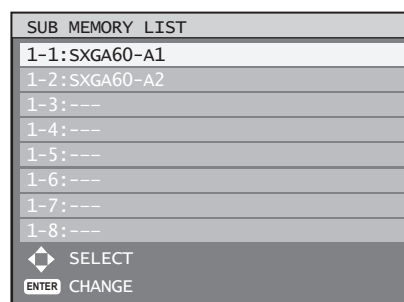 SUB MEMORY LIST
1-1:SXGA60-A1
1-2:SXGA60-A2
1-3:---
1-4:---
1-5:---
1-6:---
1-7:---
1-8:---
SELECT
ENTER CHANGE